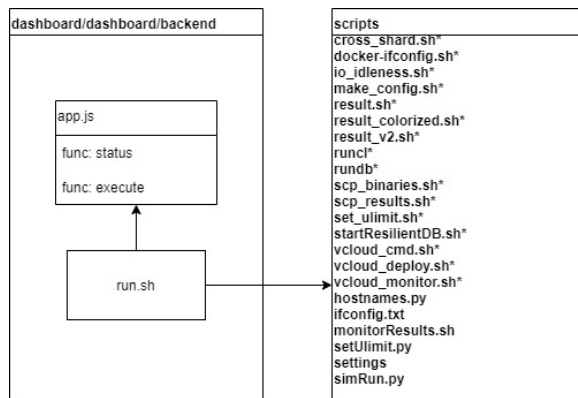 dashboard/dashboard/backend
app.js
func: status
func: execute
run.sh
scripts
cross_shard.sh*
docker-ifconfig.sh*
io_idleness.sh*
make_config.sh*
result.sh*
result_colorized.sh*
result_v2.sh*
runcl*
rundb*
scp_binaries.sh*
scp_results.sh*
set_ulimit.sh*
startResilientDB.sh*
vcloud_cmd.sh*
vcloud_deploy.sh*
vcloud_monitor.sh*
hostnames.py
ifconfig.txt
monitorResults.sh
setUlimit.py
settings
simRun.py